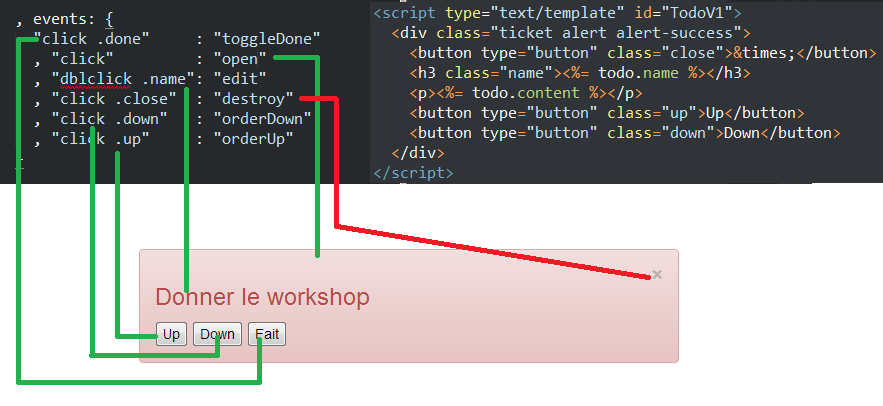 , events: {
"click .done" : "toggleDone"
, "click" : "open"
, "dblclick .name": "edit"
, "click .close" : "destroy"
, "click .down" : "orderDown"
, "click .up" : "orderUp"
}
<script type="text/template" id="TodoV1">
<div class="ticket alert alert-success">
<button type="button" class="close">&times;</button>
<h3 class="name"><%= todo.name %></h3>
<p><%= todo.content %></p>
<button type="button" class="up">Up</button>
<button type="button" class="down">Down</button>
</div>
</script>
×
Donner le workshop
Up Down Fait